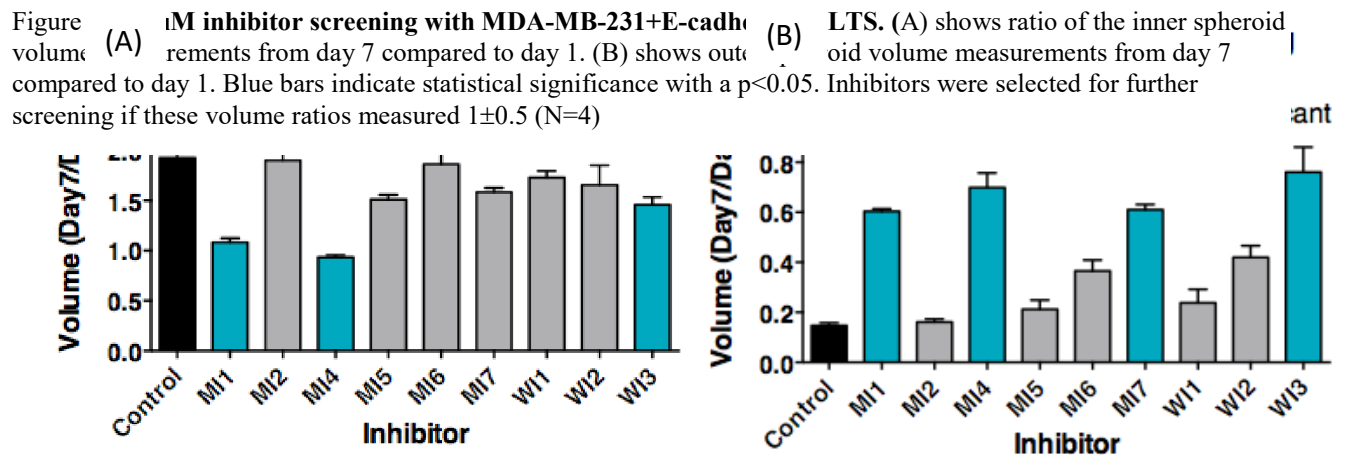 Figure M inhibitor screening with MDA-MB-231+E-cadhe LTS. (A) shows ratio of the inner spheroid
volume rements from day 7 compared to day 1. (B) shows oute oid volume measurements from day 7
compared to day 1. Blue bars indicate statistical significance with a p<0.05. Inhibitors were selected for further
screening if these volume ratios measured 1±0.5 (N=4)
(A)
Volume (Day7/D
2.0
1.5
1.0
0.5
0.0
Control
MI1
MI2
MI4
MI5
MI6
MI7
WI1
WI2
WI3
Inhibitor
(B)
cant
Volume (Day7/Da
0.8
0.6
0.4
0.2
0.0
Control
MI1
MI2
MI4
MI5
MI6
MI7
WI1
WI2
WI3
Inhibitor